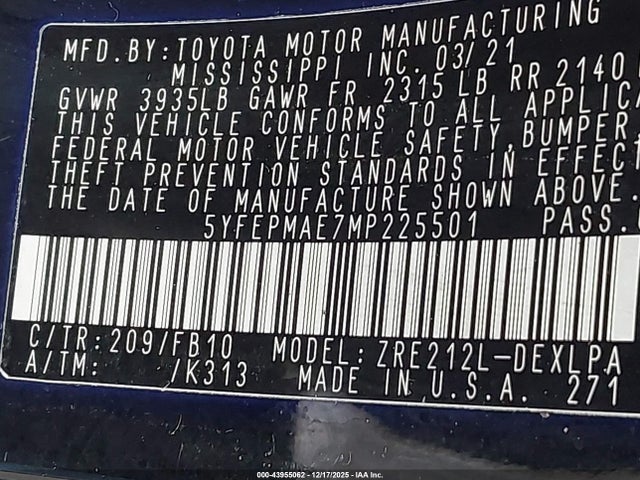 MFD. BY: TOYOTA MOTOR MANUFACTURING
MISSISSIPPI INC. 03/21
GVWR 3935LB GAWR FR 2315 LB RR 2140
THIS VEHICLE CONFORMS TO ALL APPLIC
FEDERAL MOTOR VEHICLE SAFETY, BUMPER,
THEFT PREVENTION STANDARDS IN EFFECT
THE DATE OF MANUFACTURE SHOWN ABOVE.
5YFEPMAE7MP225501 PASS.
C/TR: 209/FB10 MODEL: ZRE212L-DEXLPA
A/TM: /K313 MADE IN U.S.A. 271
000-43955062 - 12/17/2025 - © IAA Inc.